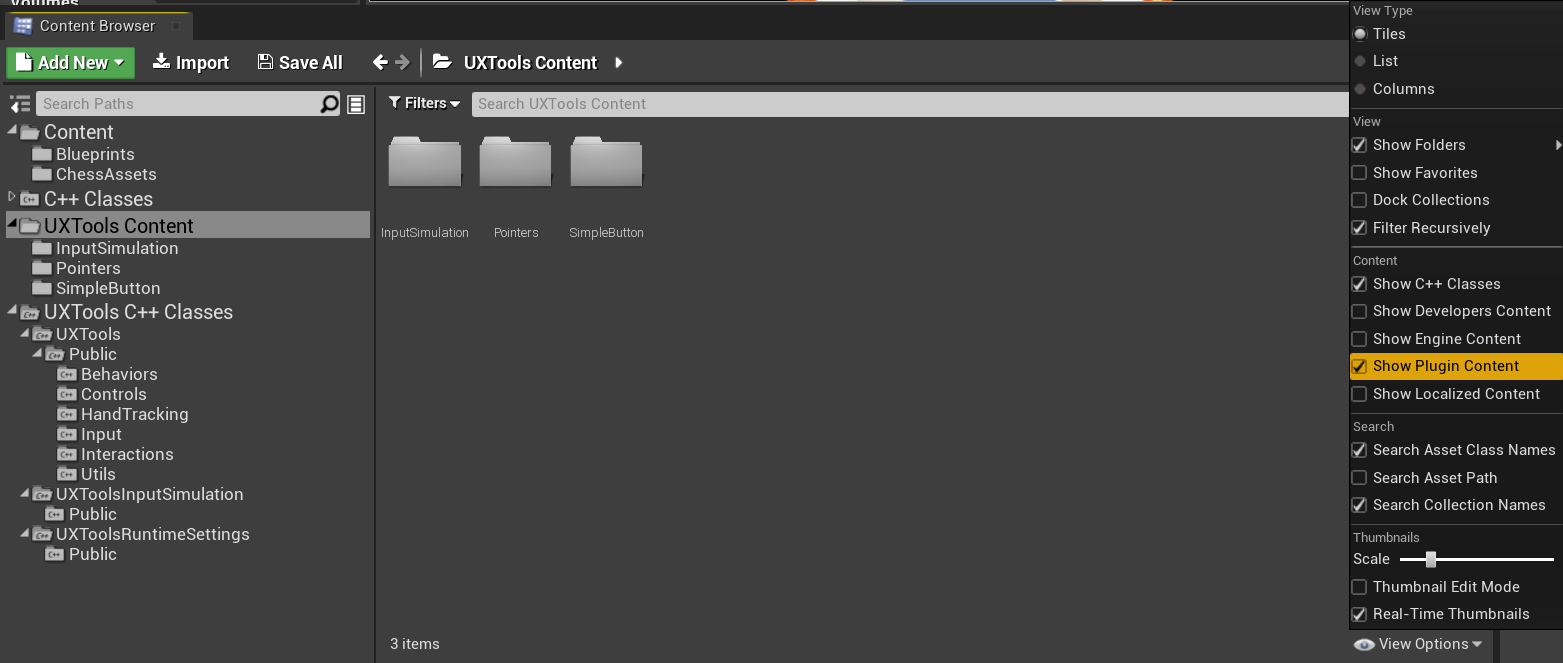 Volumes
Content Browser
Add New
Import
Save All
UXTools Content
Search Paths
Content
Blueprints
ChessAssets
C++ Classes
UXTools Content
InputSimulation
Pointers
SimpleButton
UXTools C++ Classes
UXTools
Public
Behaviors
Controls
HandTracking
Input
Interactions
Utils
UXToolsInputSimulation
Public
UXToolsRuntimeSettings
Public
Filters
Search UXTools Content
InputSimulation
Pointers
SimpleButton
3 items
View Type
Tiles
List
Columns
View
Show Folders
Show Favorites
Dock Collections
Filter Recursively
Content
Show C++ Classes
Show Developers Content
Show Engine Content
Show Plugin Content
Show Localized Content
Search
Search Asset Class Names
Search Asset Path
Search Collection Names
Thumbnails
Scale
Thumbnail Edit Mode
Real-Time Thumbnails
View Options